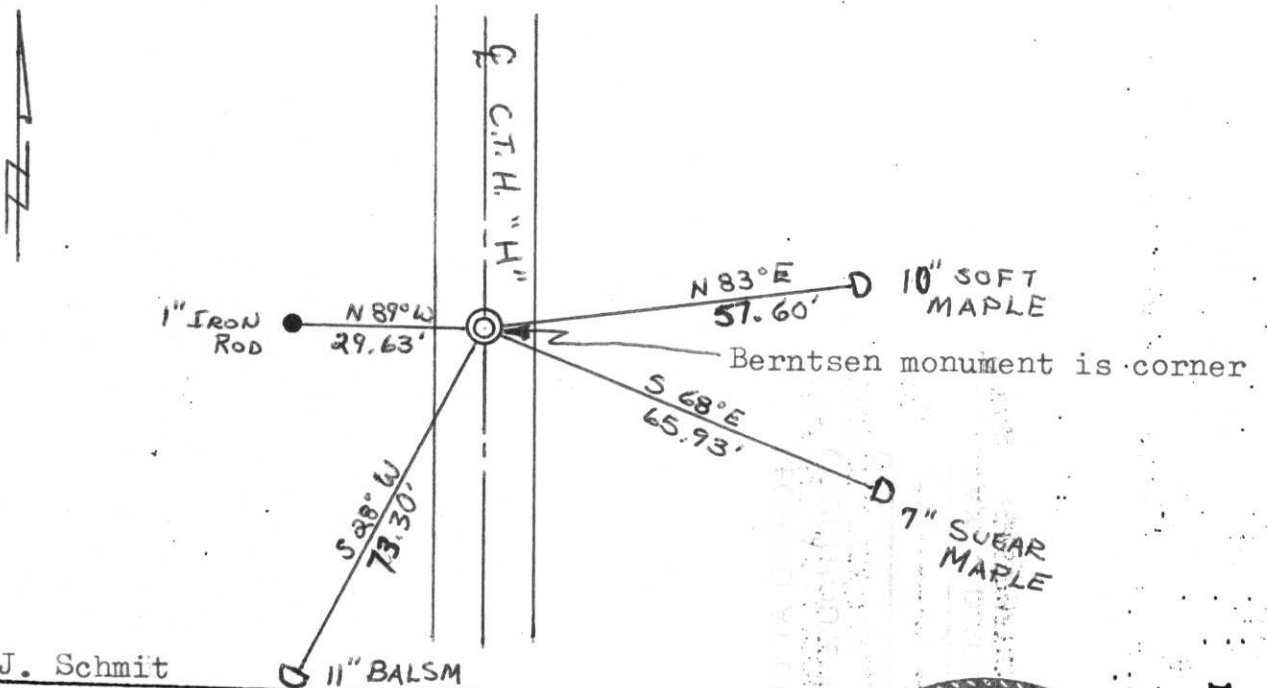 ℄ C.T.H. "H"
N 83° E
57.60'
10" SOFT
MAPLE
1" IRON
ROD
N 89° W
29.63'
Berntsen monument is corner
S 68° E
65.93'
S 28° W
73.30'
7" SUGAR
MAPLE
J. Schmit
11" BALSM